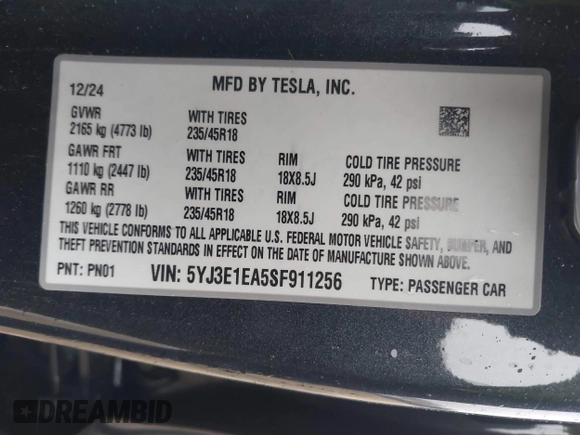 MFD BY TESLA, INC.
12/24
GVWR WITH TIRES
2165 kg (4773 lb) 235/45R18
GAWR FRT WITH TIRES RIM COLD TIRE PRESSURE
1110 kg (2447 lb) 235/45R18 18X8.5J 290 kPa, 42 psi
GAWR RR WITH TIRES RIM COLD TIRE PRESSURE
1260 kg (2778 lb) 235/45R18 18X8.5J 290 kPa, 42 psi
THIS VEHICLE CONFORMS TO ALL APPLICABLE U.S. FEDERAL MOTOR VEHICLE SAFETY, BUMPER, AND
THEFT PREVENTION STANDARDS IN EFFECT ON THE DATE OF MANUFACTURE SHOWN ABOVE.
PNT: PN01 VIN: 5YJ3E1EA5SF911256 TYPE: PASSENGER CAR
DREAMBID